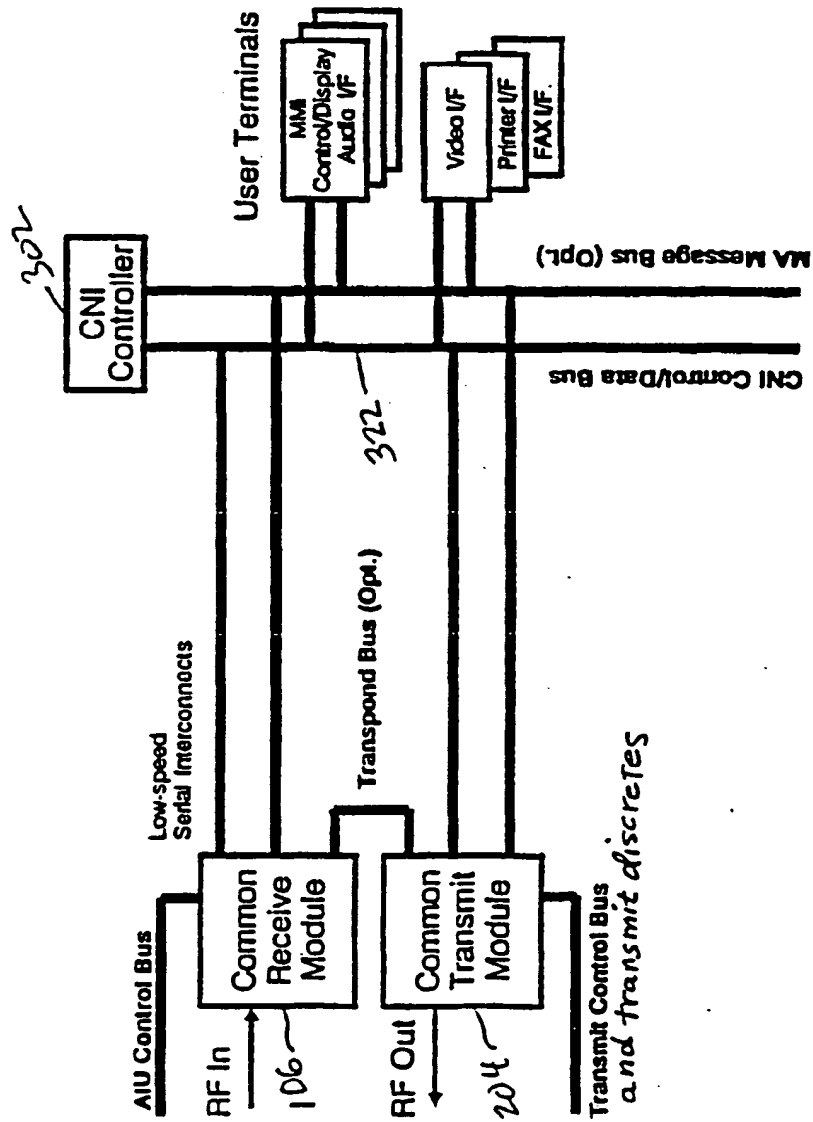 AIU Control Bus
RF In
106
Common
Receive
Module
Low-speed
Serial Interconnects
302
CNI
Controller
User Terminals
MMI
Control/Display
Audio I/F
Transpond Bus (Opt.)
322
RF Out
204
Common
Transmit
Module
Video I/F
Printer I/F
FAX I/F.
Transmit Control Bus
and transmit discretes
CNI Control/Data Bus
MA Message Bus (Opt.)